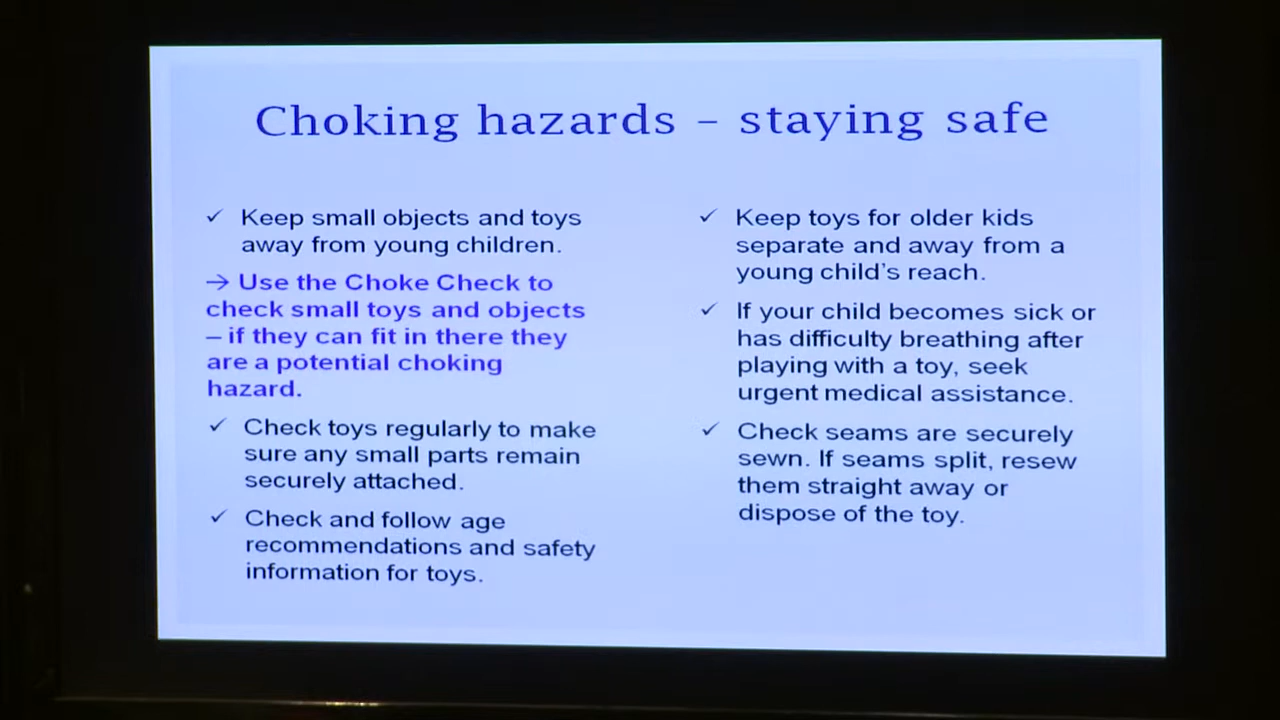 Choking hazards – staying safe
✓ Keep small objects and toys
away from young children.
→ Use the Choke Check to
check small toys and objects
– if they can fit in there they
are a potential choking
hazard.
✓ Check toys regularly to make
sure any small parts remain
securely attached.
✓ Check and follow age
recommendations and safety
information for toys.
✓ Keep toys for older kids
separate and away from a
young child's reach.
✓ If your child becomes sick or
has difficulty breathing after
playing with a toy, seek
urgent medical assistance.
✓ Check seams are securely
sewn. If seams split, resew
them straight away or
dispose of the toy.